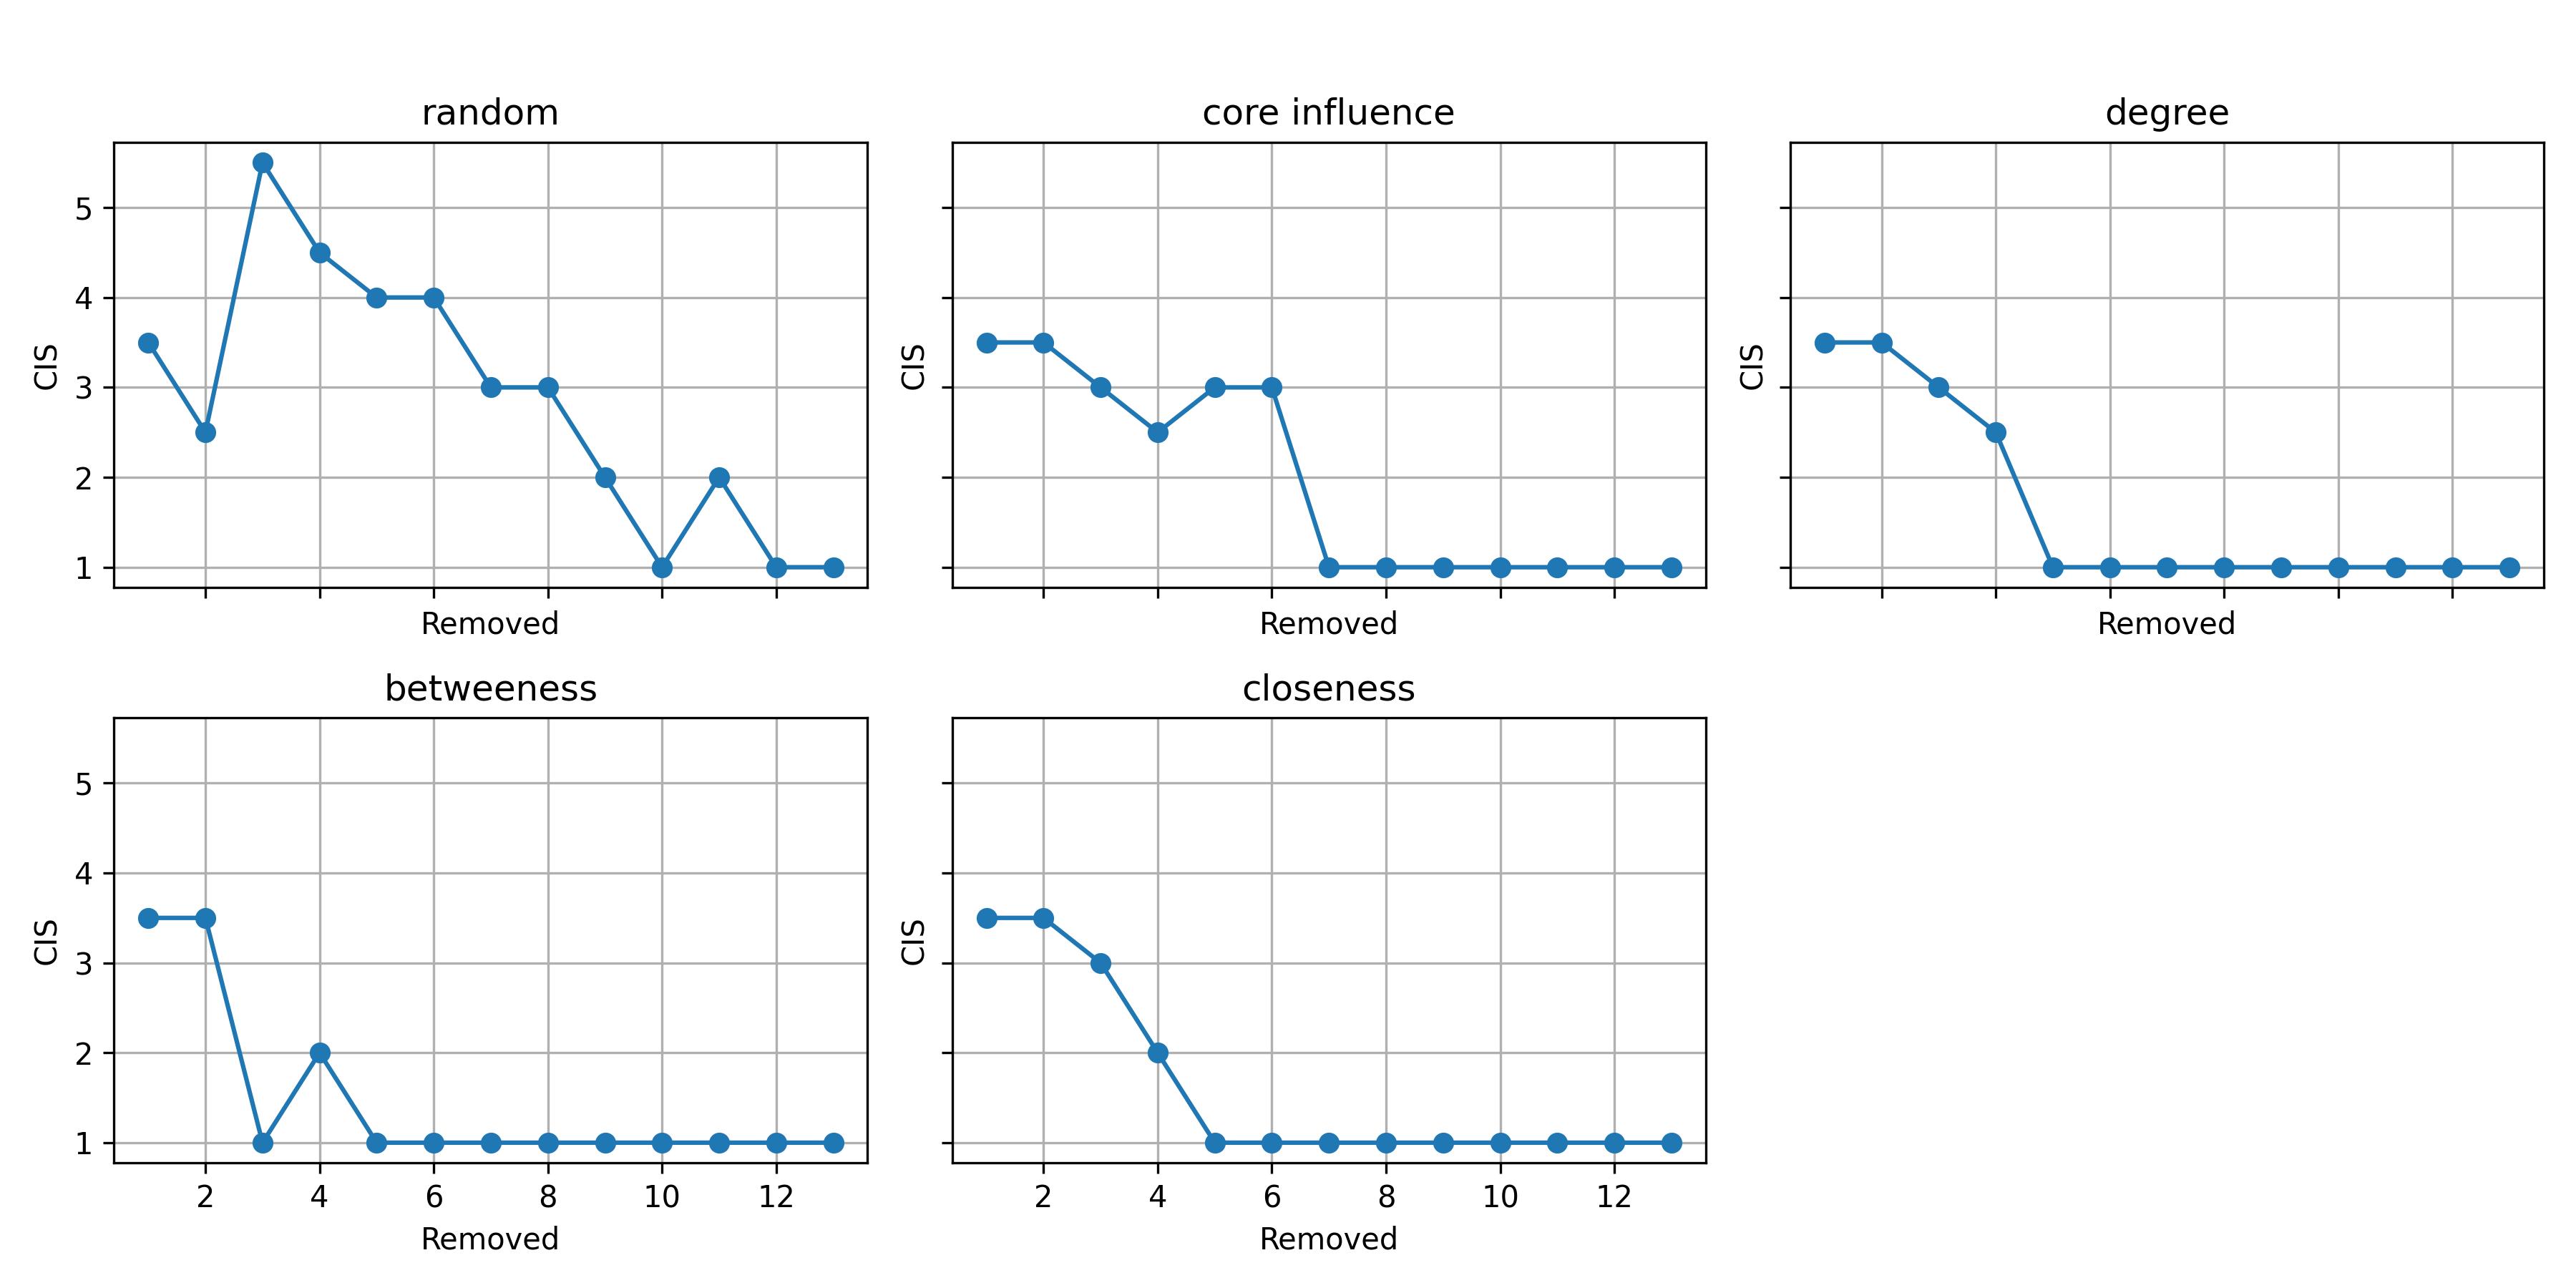 random
core influence
degree
5
4
3
2
1
CIS
CIS
CIS
Removed
Removed
Removed
betweeness
closeness
5
4
3
2
1
CIS
CIS
2 4 6 8 10 12
2 4 6 8 10 12
Removed
Removed